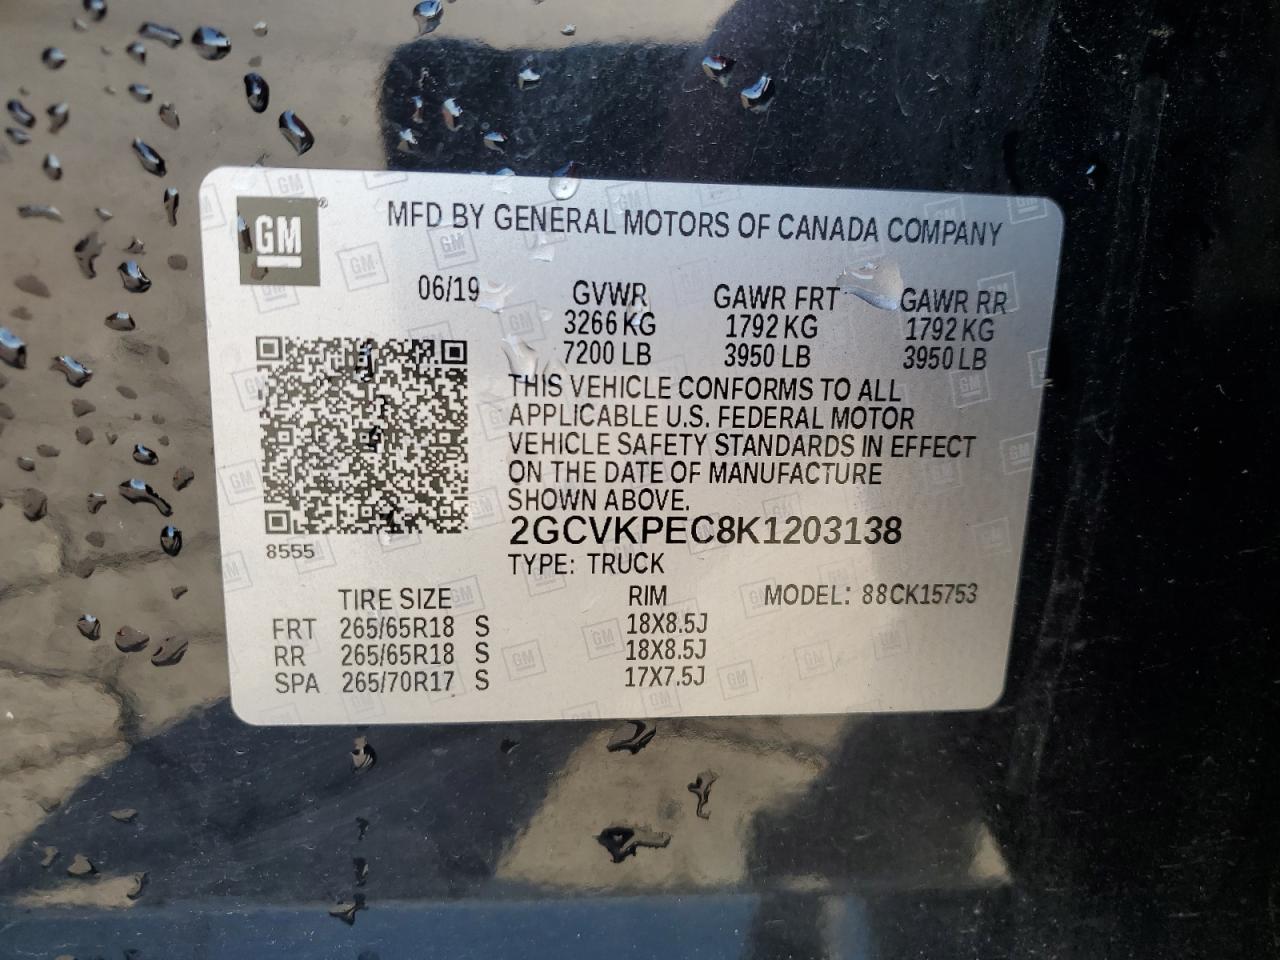 GM ®
MFD BY GENERAL MOTORS OF CANADA COMPANY
06/19 GVWR GAWR FRT GAWR RR
3266 KG 1792 KG 1792 KG
7200 LB 3950 LB 3950 LB
THIS VEHICLE CONFORMS TO ALL
APPLICABLE U.S. FEDERAL MOTOR
VEHICLE SAFETY STANDARDS IN EFFECT
ON THE DATE OF MANUFACTURE
SHOWN ABOVE.
2GCVKPEC8K1203138
8555
TYPE: TRUCK
TIRE SIZE RIM MODEL: 88CK15753
FRT 265/65R18 S 18X8.5J
RR 265/65R18 S 18X8.5J
SPA 265/70R17 S 17X7.5J